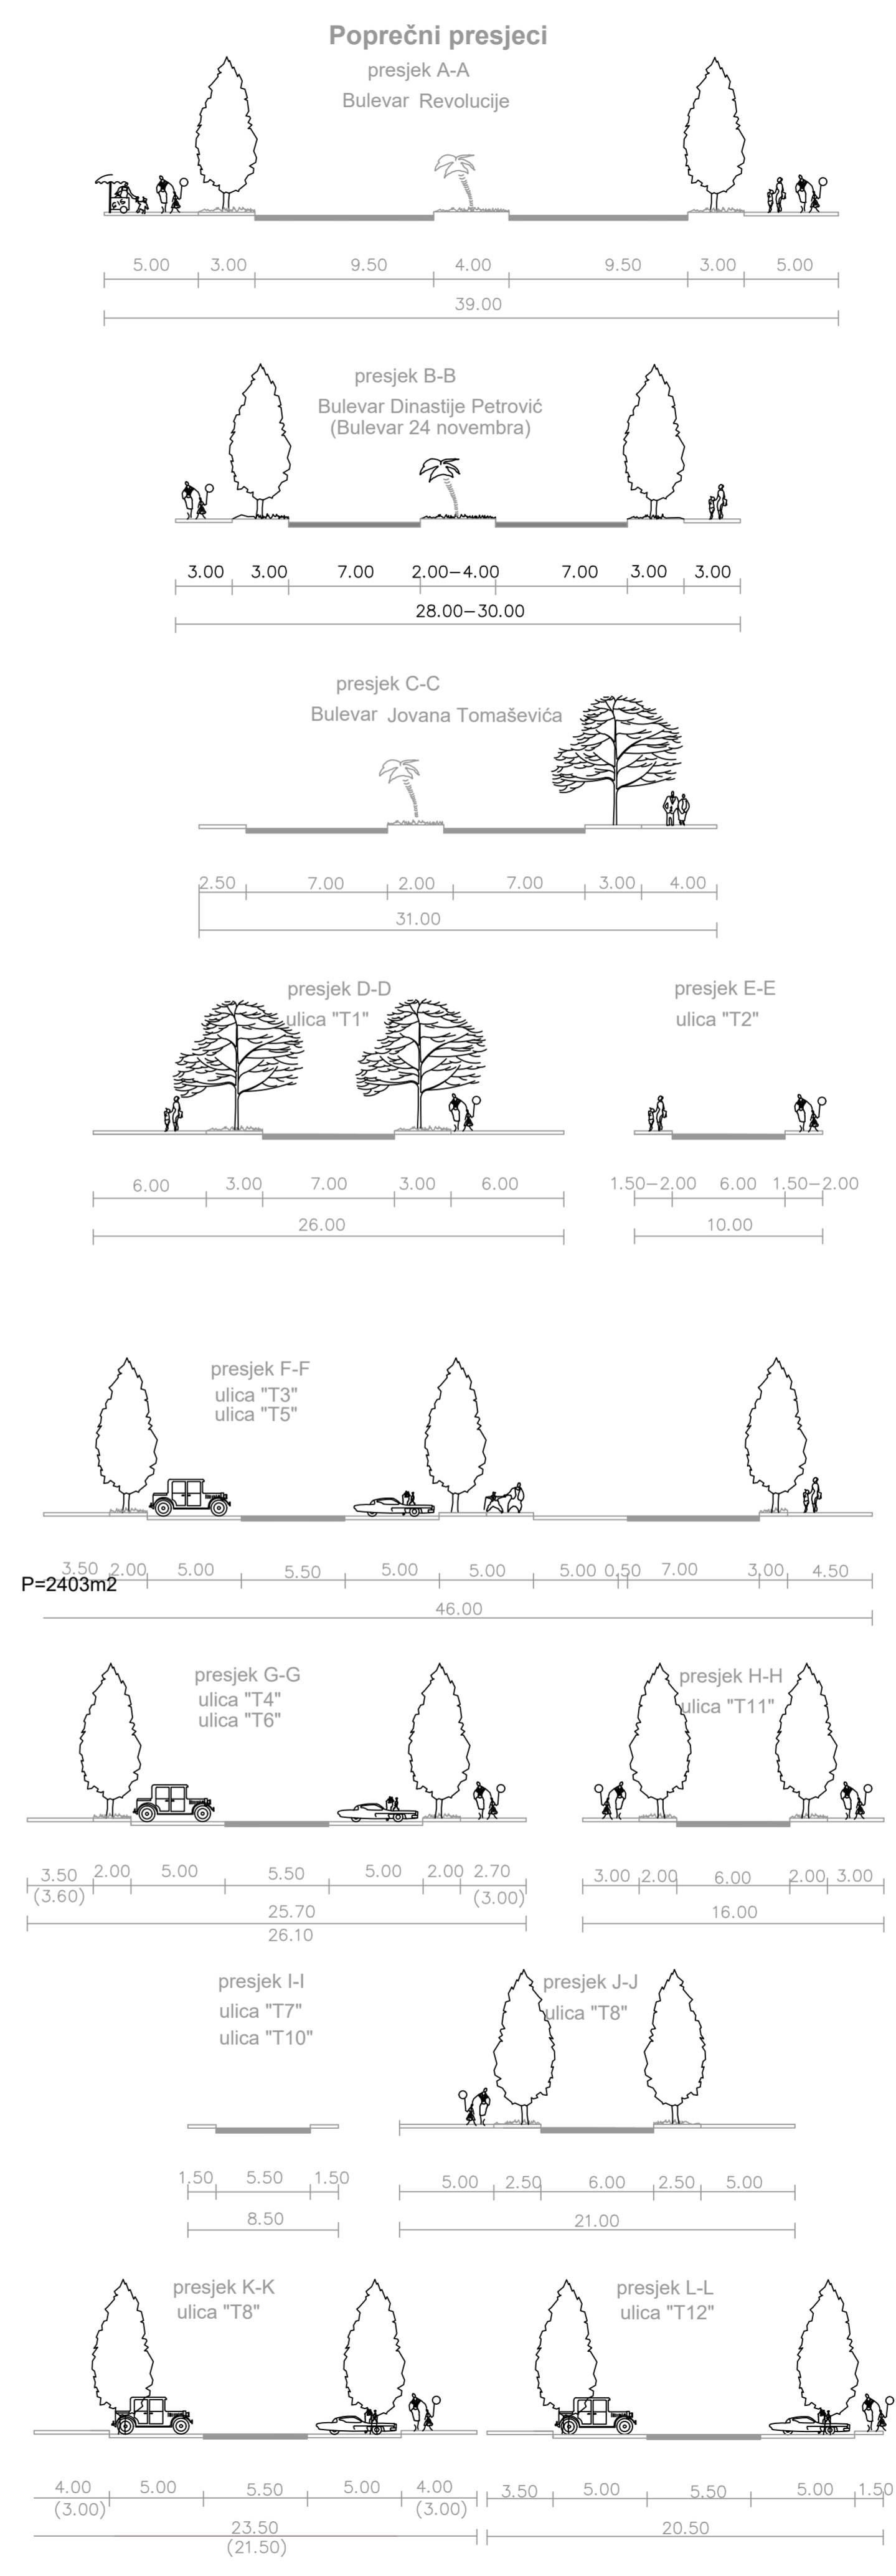 Poprečni presjeci
presjek A-A
Bulevar Revolucije
5.00 3.00 9.50 4.00 9.50 3.00 5.00
39.00
presjek B-B
Bulevar Dinastije Petrović
(Bulevar 24 novembra)
3.00 3.00 7.00 2.00–4.00 7.00 3.00 3.00
28.00–30.00
presjek C-C
Bulevar Jovana Tomaševića
2.50 7.00 2.00 7.00 3.00 4.00
31.00
presjek D-D presjek E-E
ulica "T1" ulica "T2"
6.00 3.00 7.00 3.00 6.00 1.50–2.00 6.00 1.50–2.00
26.00 10.00
presjek F-F
ulica "T3"
ulica "T5"
3.50 2.00 5.00 5.50 5.00 5.00 5.00 0.50 7.00 3.00 4.50
P=2403m2
46.00
presjek G-G presjek H-H
ulica "T4" ulica "T11"
ulica "T6"
3.50 2.00 5.00 5.50 5.00 2.00 2.70 3.00 2.00 6.00 2.00 3.00
(3.60) (3.00)
25.70 16.00
26.10
presjek I-I presjek J-J
ulica "T7" ulica "T8"
ulica "T10"
1.50 5.50 1.50 5.00 2.50 6.00 2.50 5.00
8.50 21.00
presjek K-K presjek L-L
ulica "T8" ulica "T12"
4.00 5.00 5.50 5.00 4.00 3.50 5.00 5.50 5.00 1.50
(3.00) (3.00)
23.50 20.50
(21.50)